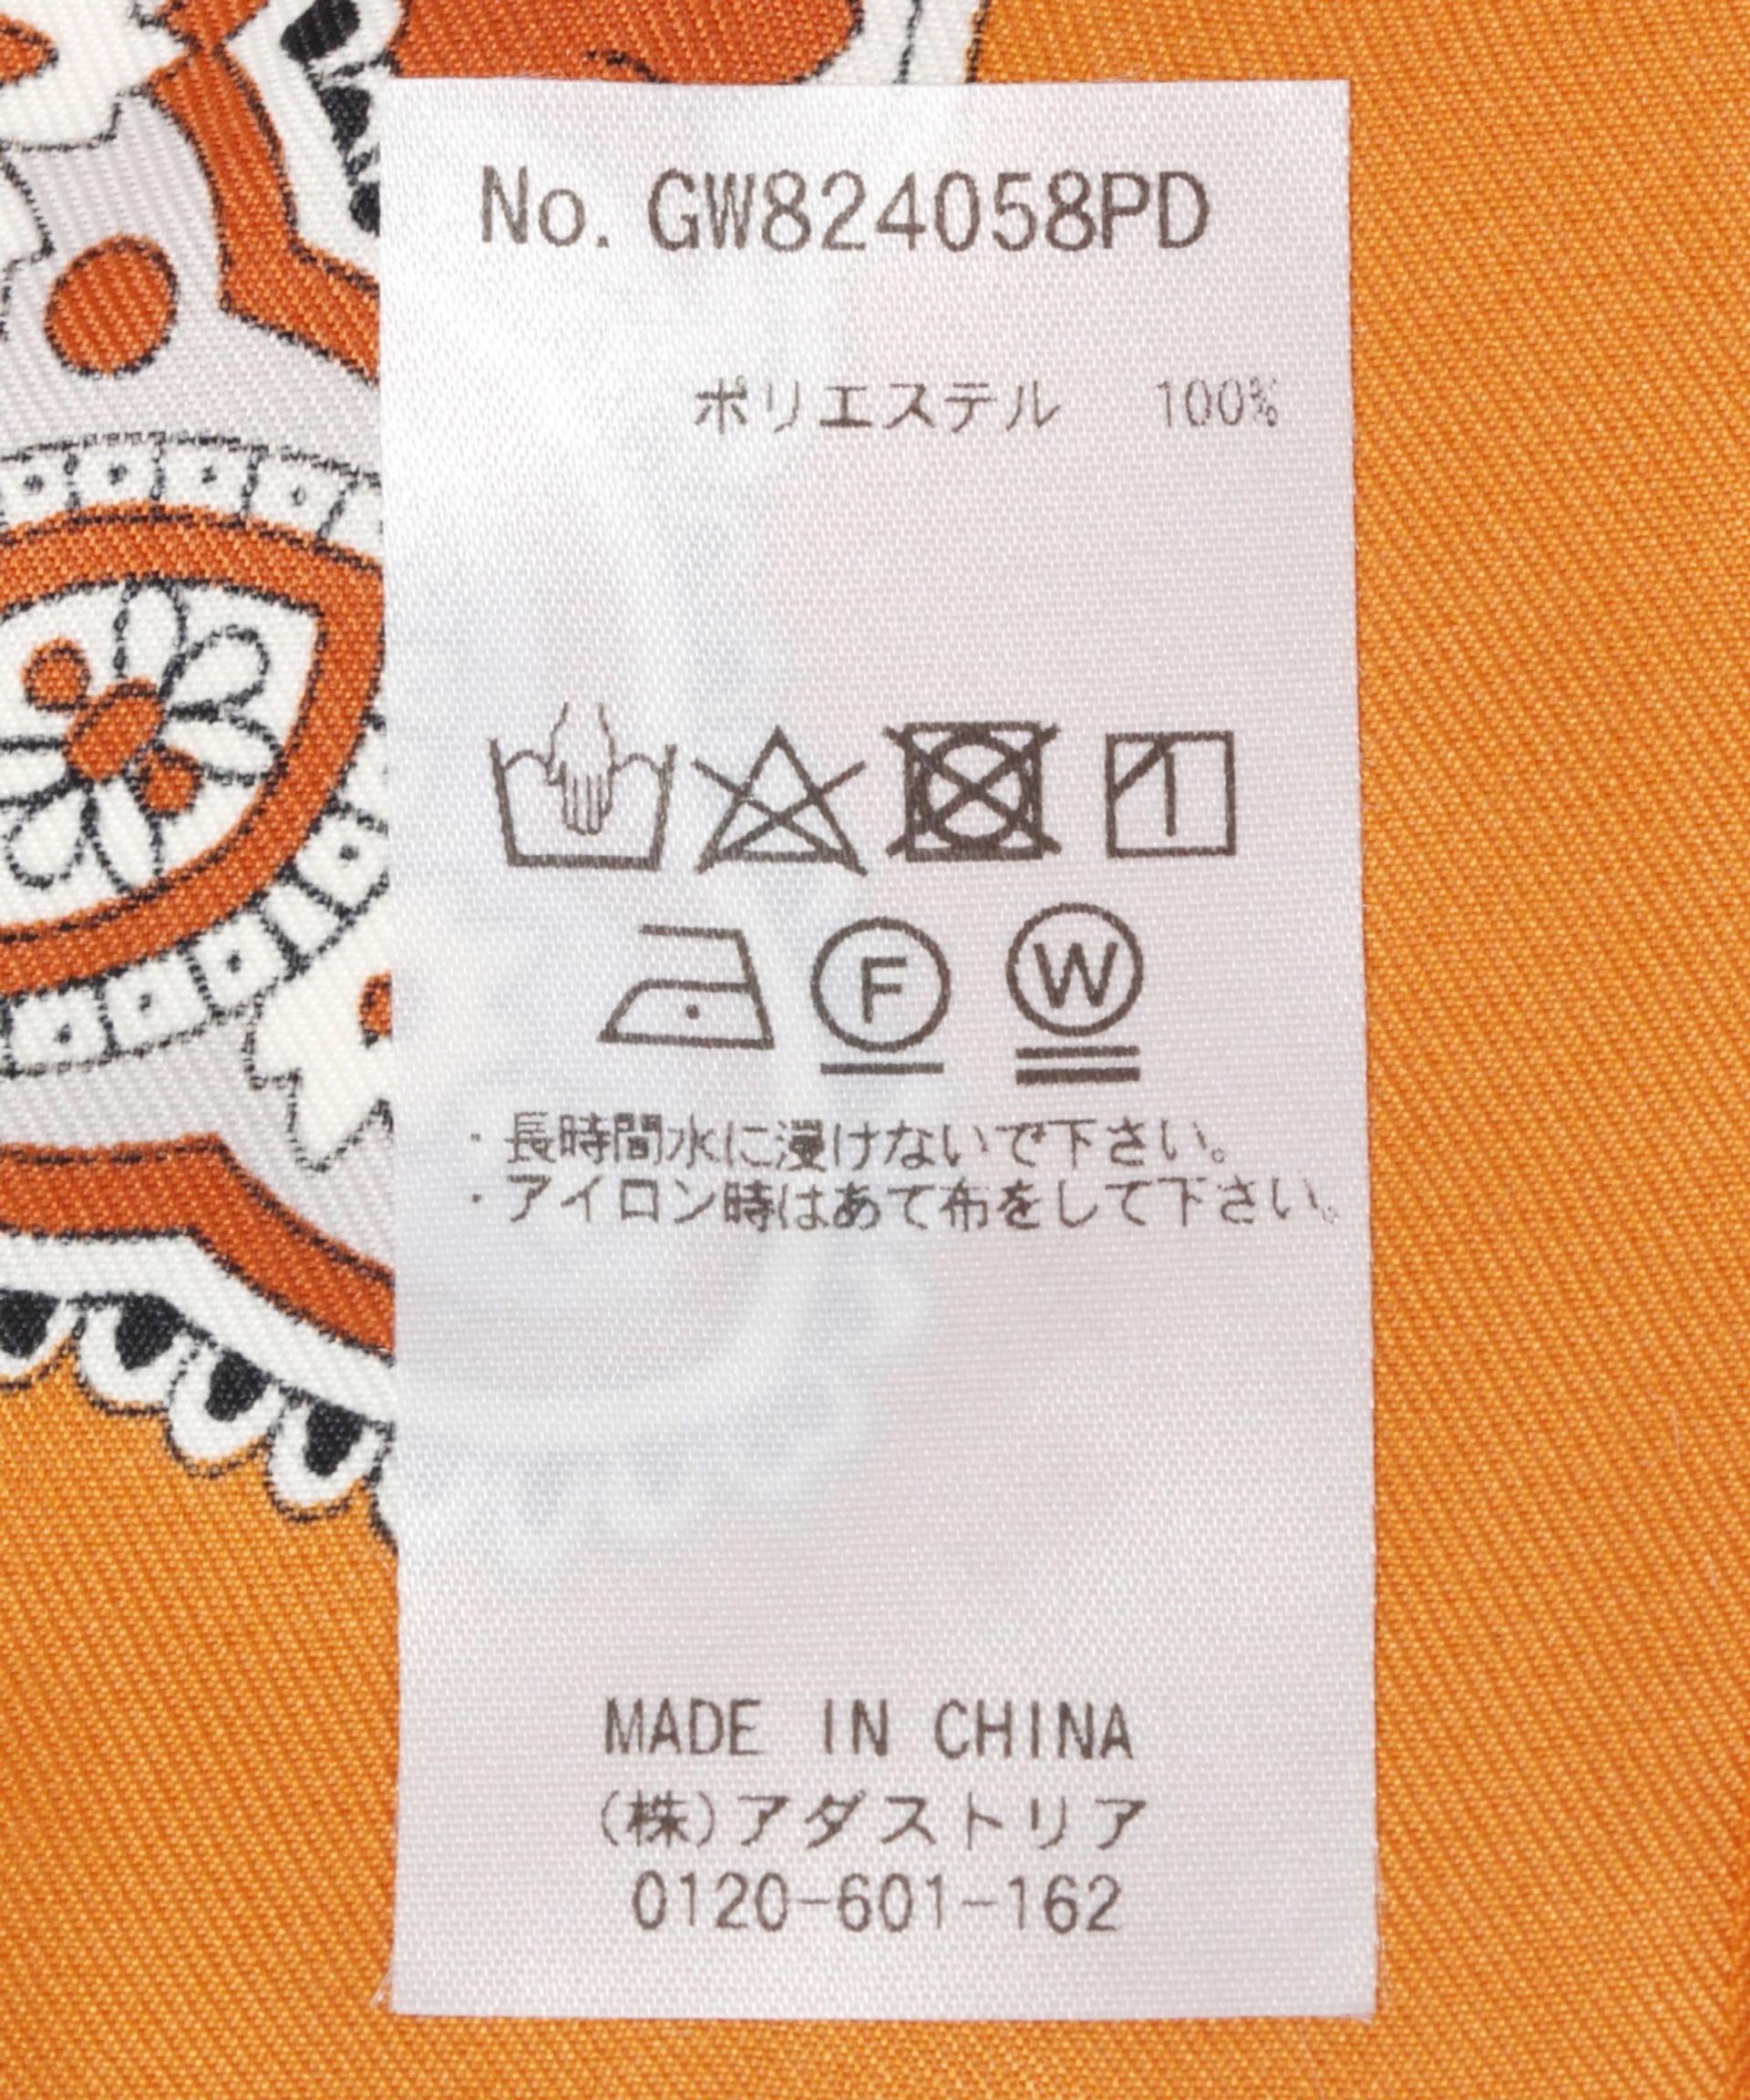 No. GW824058PD
ポリエステル 100%
F W
・長時間水に浸けないで下さい。
・アイロン時はあて布をして下さい。
MADE IN CHINA
(株)アダストリア
0120-601-162